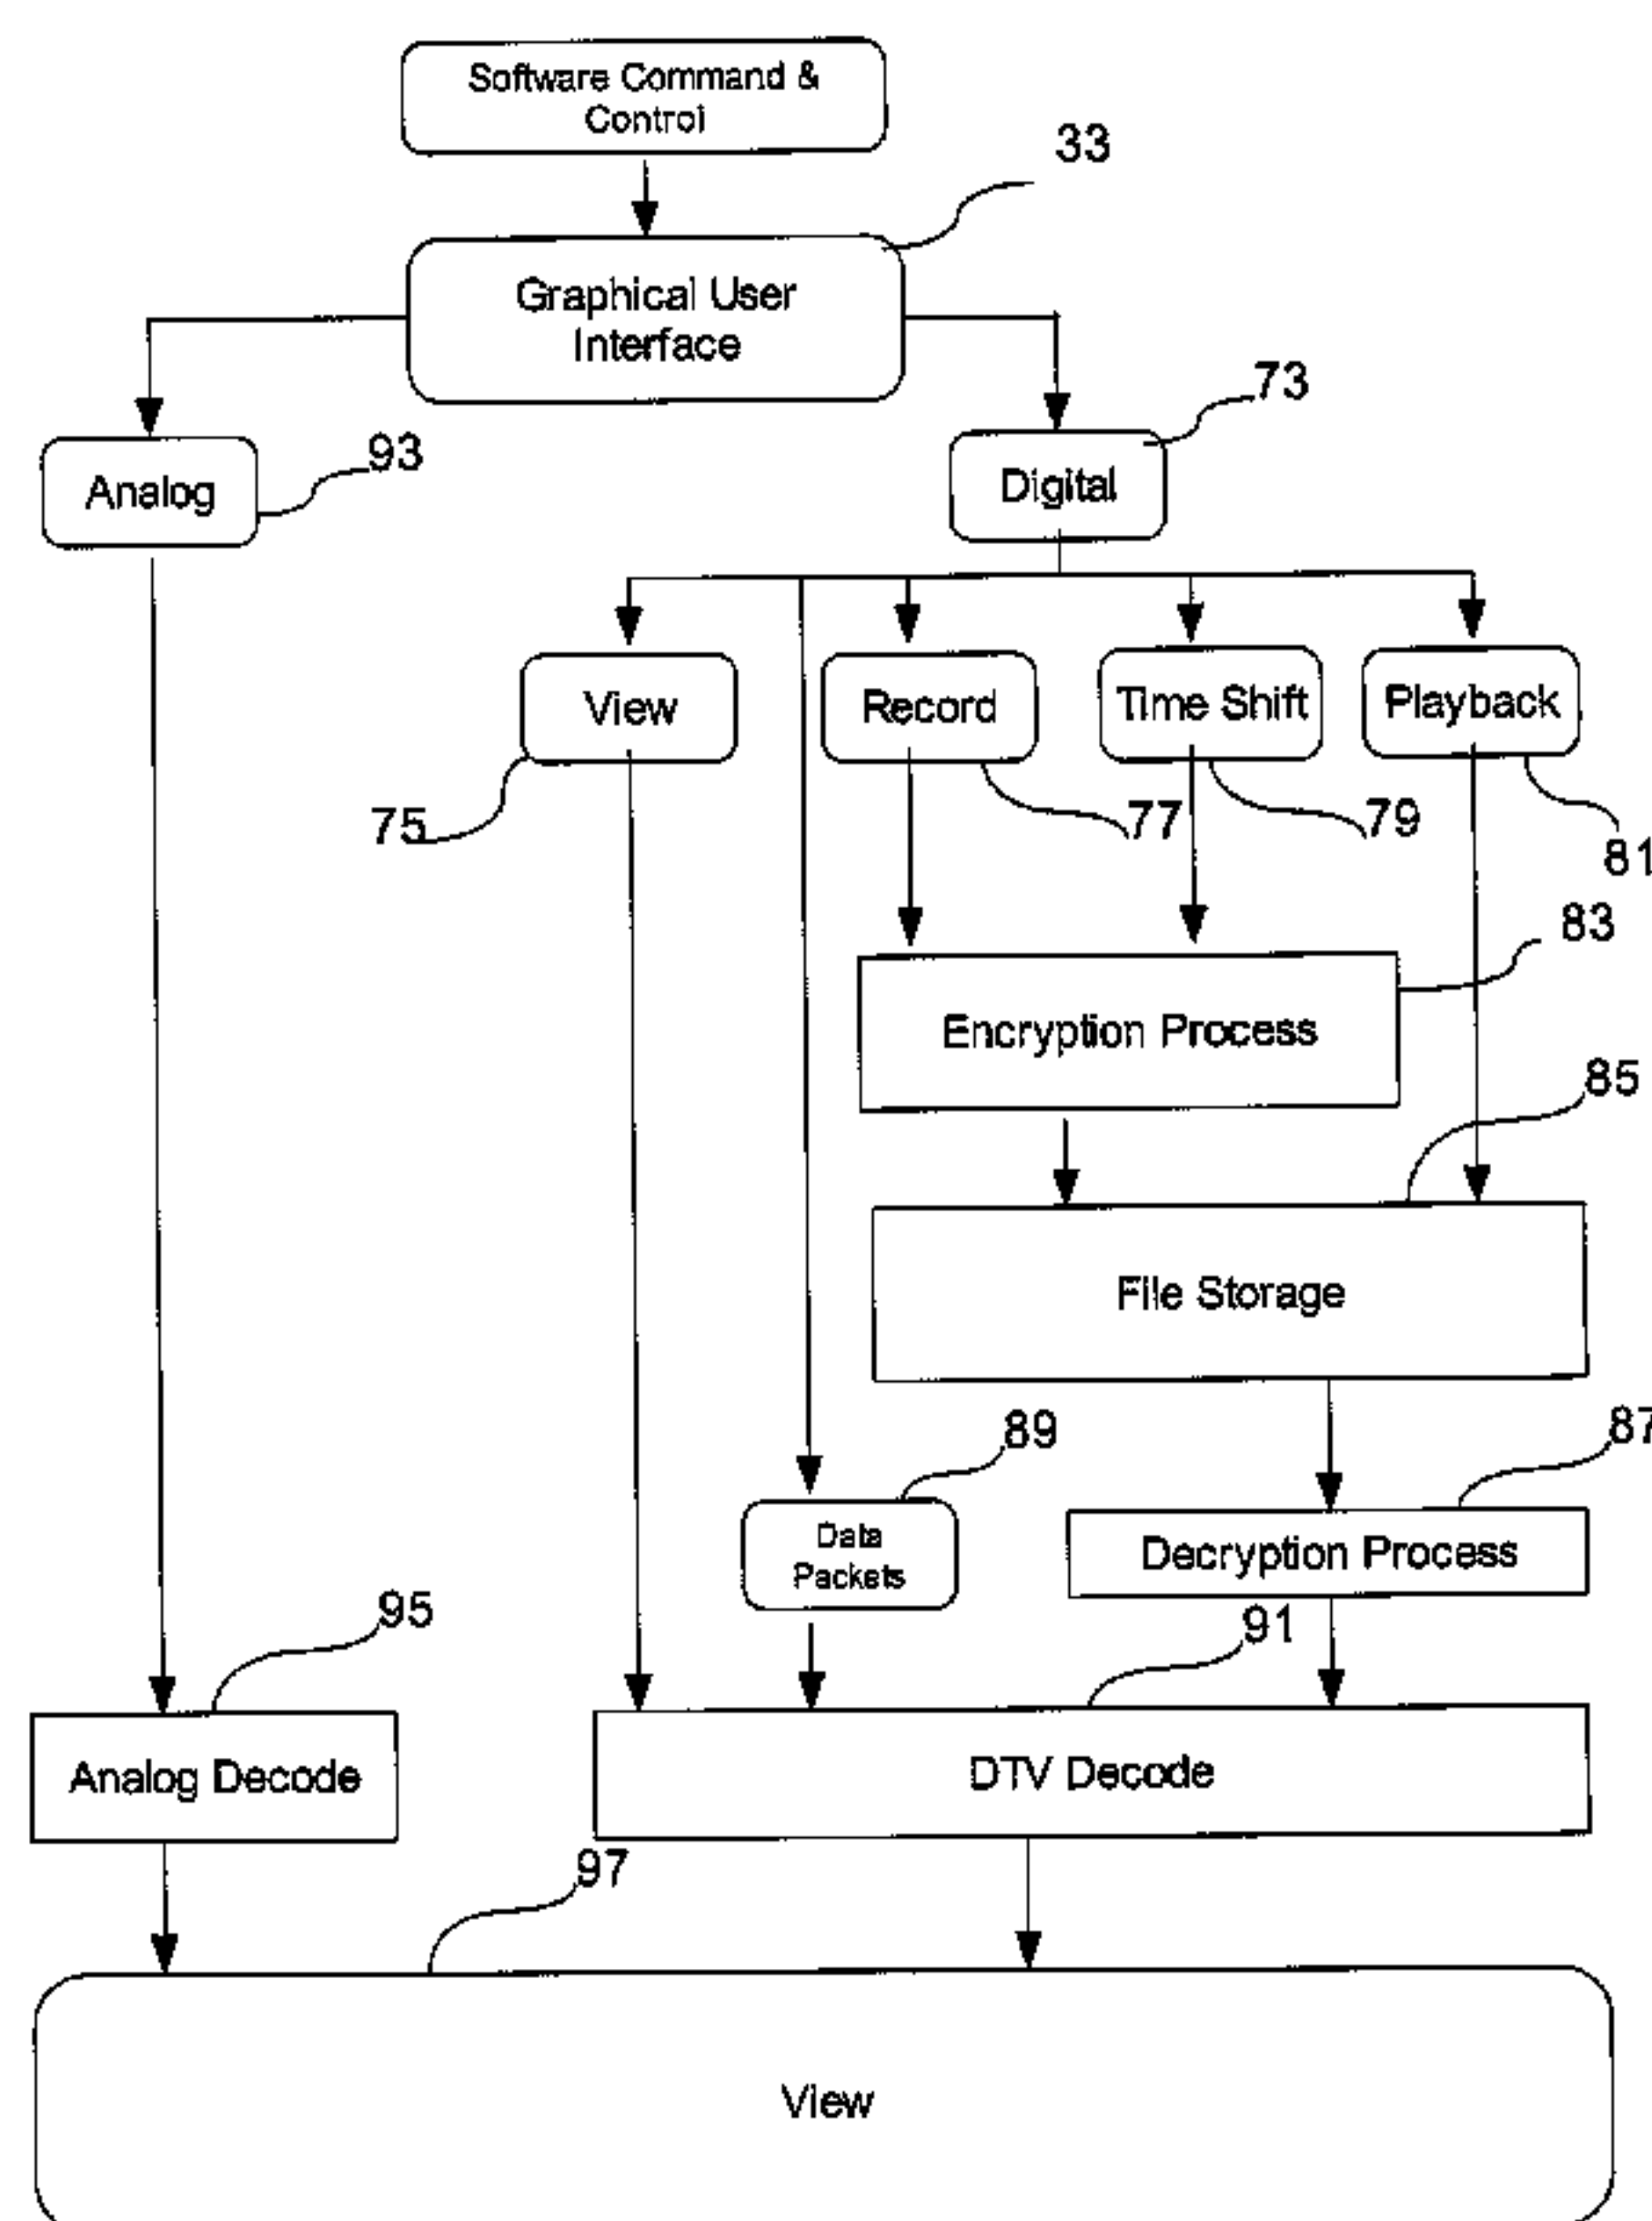 Software Command &
Control
33
Graphical User
Interface
73
93
Analog
Digital
View
Record
Time Shift
Playback
75
77
79
81
83
Encryption Process
85
File Storage
89
87
Data
Packets
Decryption Process
95
91
Analog Decode
DTV Decode
97
View